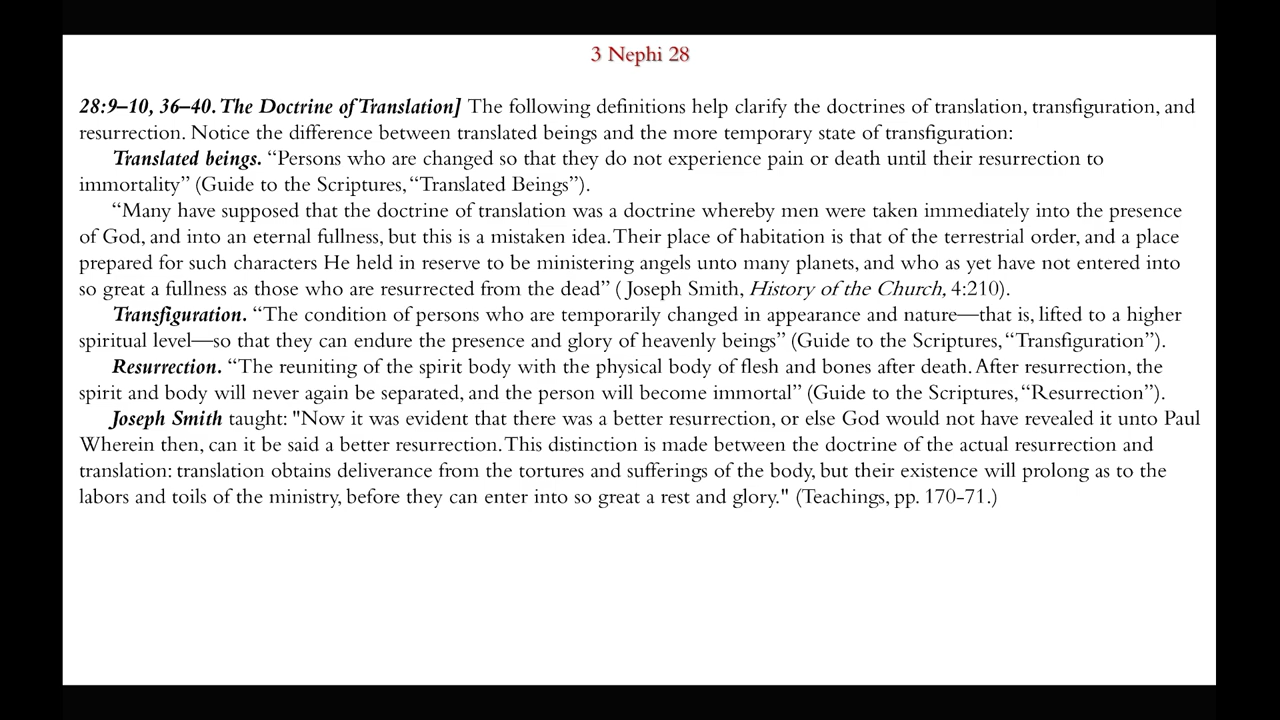 3 Nephi 28
28:9–10, 36–40. The Doctrine of Translation] The following definitions help clarify the doctrines of translation, transfiguration, and
resurrection. Notice the difference between translated beings and the more temporary state of transfiguration:
Translated beings. “Persons who are changed so that they do not experience pain or death until their resurrection to
immortality” (Guide to the Scriptures, “Translated Beings”).
“Many have supposed that the doctrine of translation was a doctrine whereby men were taken immediately into the presence
of God, and into an eternal fullness, but this is a mistaken idea. Their place of habitation is that of the terrestrial order, and a place
prepared for such characters He held in reserve to be ministering angels unto many planets, and who as yet have not entered into
so great a fullness as those who are resurrected from the dead” ( Joseph Smith, History of the Church, 4:210).
Transfiguration. “The condition of persons who are temporarily changed in appearance and nature—that is, lifted to a higher
spiritual level—so that they can endure the presence and glory of heavenly beings” (Guide to the Scriptures, “Transfiguration”).
Resurrection. “The reuniting of the spirit body with the physical body of flesh and bones after death. After resurrection, the
spirit and body will never again be separated, and the person will become immortal” (Guide to the Scriptures, “Resurrection”).
Joseph Smith taught: "Now it was evident that there was a better resurrection, or else God would not have revealed it unto Paul
Wherein then, can it be said a better resurrection. This distinction is made between the doctrine of the actual resurrection and
translation: translation obtains deliverance from the tortures and sufferings of the body, but their existence will prolong as to the
labors and toils of the ministry, before they can enter into so great a rest and glory." (Teachings, pp. 170-71.)